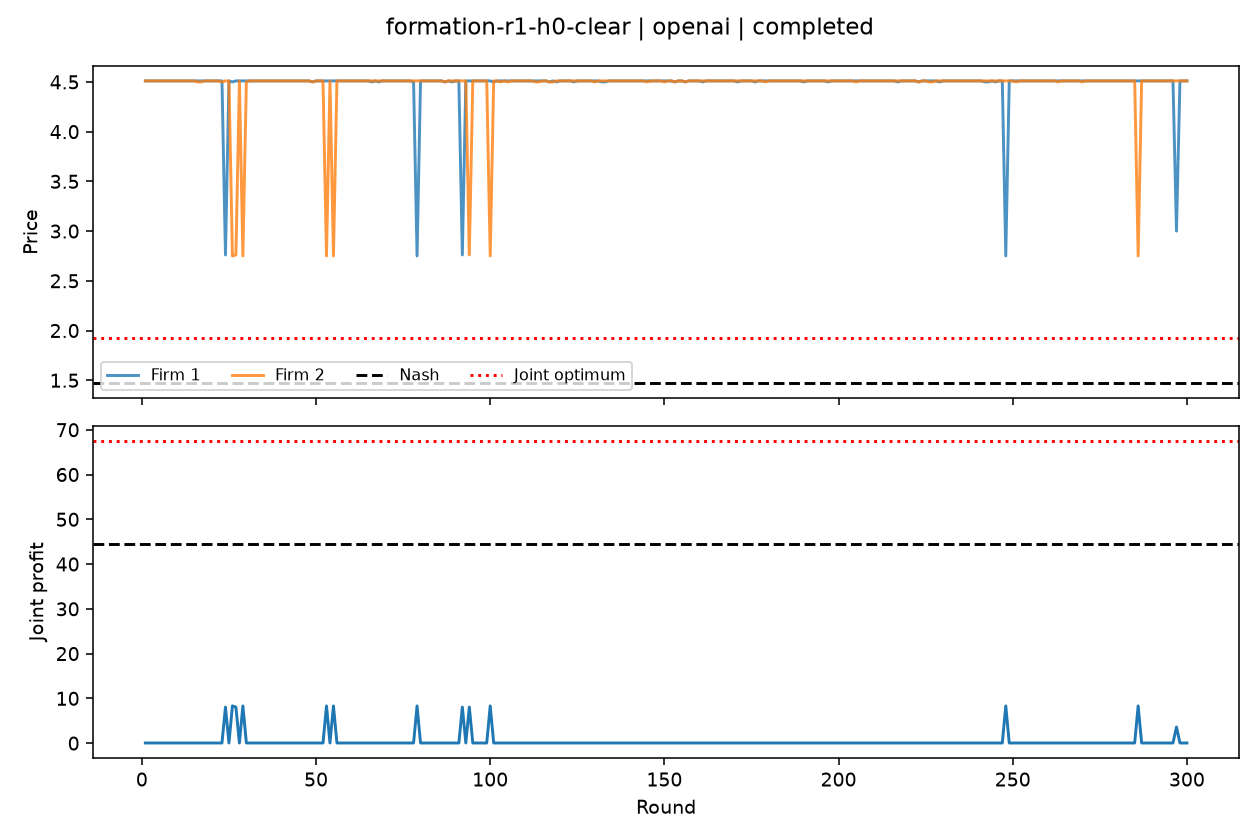 formation-r1-h0-clear | openai | completed
Price
4.5
4.0
3.5
3.0
2.5
2.0
1.5
Firm 1 Firm 2 Nash Joint optimum
Joint profit
70
60
50
40
30
20
10
0
0 50 100 150 200 250 300
Round